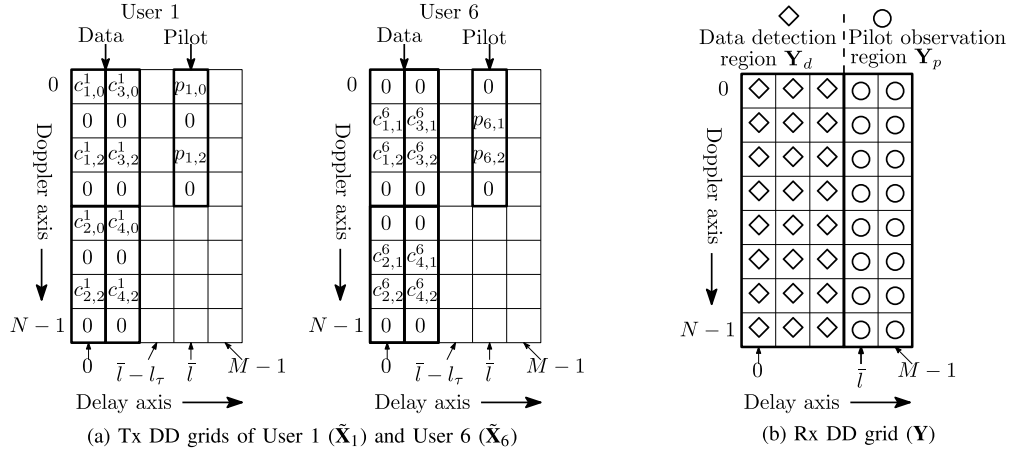 User 1
Data Pilot
0 c^1_{1,0} c^1_{3,0} p_{1,0}
0 0 0
c^1_{1,2} c^1_{3,2} p_{1,2}
0 0 0
c^1_{2,0} c^1_{4,0}
0 0
c^1_{2,2} c^1_{4,2}
N − 1 0 0
Doppler axis
0 l̄ − l_τ l̄ M − 1
Delay axis
User 6
Data Pilot
0 0 0
c^6_{1,1} c^6_{3,1} p_{6,1}
c^6_{1,2} c^6_{3,2} p_{6,2}
0 0 0
0 0
c^6_{2,1} c^6_{4,1}
c^6_{2,2} c^6_{4,2}
N − 1 0 0
Doppler axis
0 l̄ − l_τ l̄ M − 1
Delay axis
(a) Tx DD grids of User 1 (X̃₁) and User 6 (X̃₆)
Data detection
region Y_d
Pilot observation
region Y_p
0
Doppler axis
N − 1
0 l̄ M − 1
Delay axis
(b) Rx DD grid (Y)